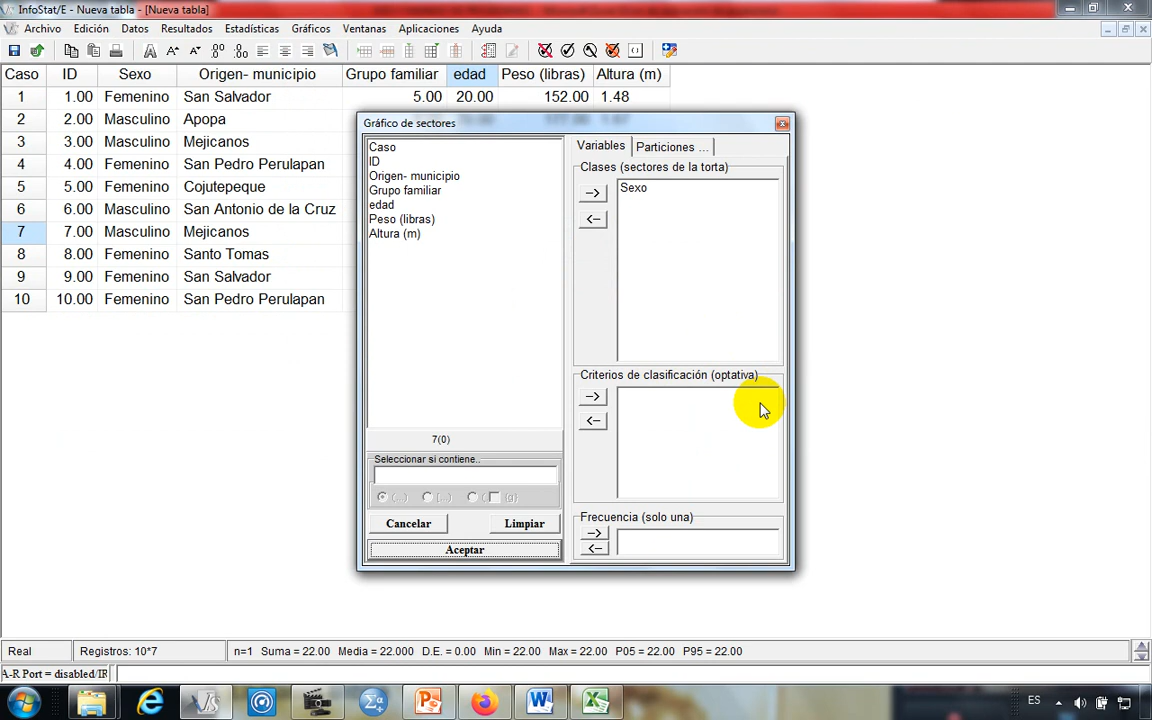 InfoStat/E - Nueva tabla - [Nueva tabla]
Archivo Edición Datos Resultados Estadísticas Gráficos Ventanas Aplicaciones Ayuda
Caso ID Sexo Origen- municipio Grupo familiar edad Peso (libras) Altura (m)
1 1.00 Femenino San Salvador 5.00 20.00 152.00 1.48
2 2.00 Masculino Apopa
3 3.00 Masculino Mejicanos
4 4.00 Femenino San Pedro Perulapan
5 5.00 Femenino Cojutepeque
6 6.00 Masculino San Antonio de la Cruz
7 7.00 Masculino Mejicanos
8 8.00 Femenino Santo Tomas
9 9.00 Femenino San Salvador
10 10.00 Femenino San Pedro Perulapan
Gráfico de sectores
Caso
ID
Origen- municipio
Grupo familiar
edad
Peso (libras)
Altura (m)
7(0)
Seleccionar si contiene..
(...) [...) ( {g}
Cancelar Limpiar
Aceptar
Variables Particiones ...
Clases (sectores de la torta)
Sexo
Criterios de clasificación (optativa)
Frecuencia (solo una)
Real Registros: 10*7 n=1 Suma = 22.00 Media = 22.000 D.E. = 0.00 Min = 22.00 Max = 22.00 P05 = 22.00 P95 = 22.00
A-R Port = disabled/IF
ES